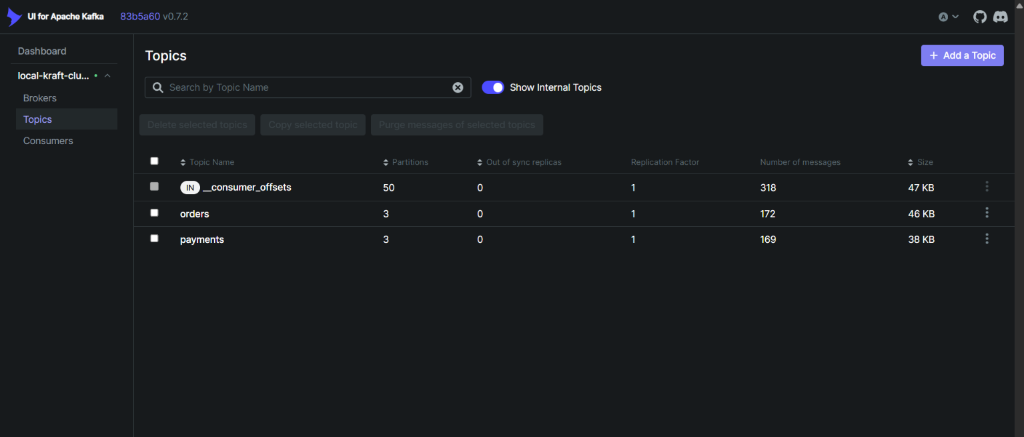 UI for Apache Kafka 83b5a60 v0.7.2
Dashboard
local-kraft-clu...
Brokers
Topics
Consumers
Topics
+ Add a Topic
Search by Topic Name
Show Internal Topics
Delete selected topics Copy selected topic Purge messages of selected topics
Topic Name Partitions Out of sync replicas Replication Factor Number of messages Size
IN __consumer_offsets 50 0 1 318 47 KB
orders 3 0 1 172 46 KB
payments 3 0 1 169 38 KB